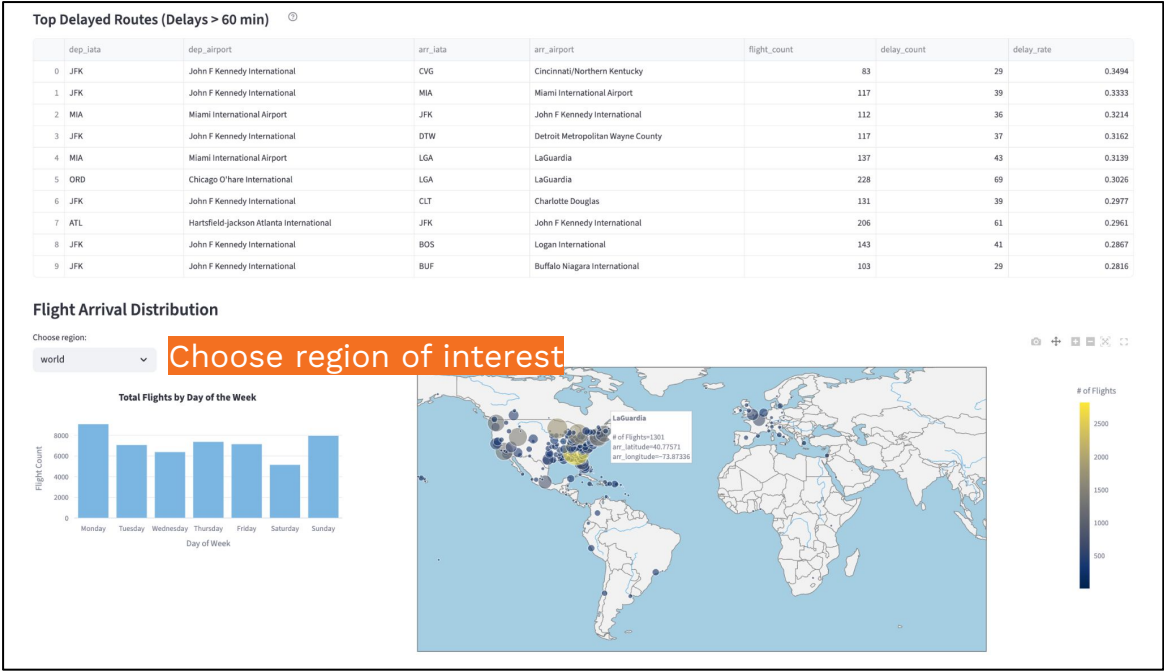 Top Delayed Routes (Delays > 60 min)
dep_iata dep_airport arr_iata arr_airport flight_count delay_count delay_rate
0 JFK John F Kennedy International CVG Cincinnati/Northern Kentucky 83 29 0.3494
1 JFK John F Kennedy International MIA Miami International Airport 117 39 0.3333
2 MIA Miami International Airport JFK John F Kennedy International 112 36 0.3214
3 JFK John F Kennedy International DTW Detroit Metropolitan Wayne County 117 37 0.3162
4 MIA Miami International Airport LGA LaGuardia 137 43 0.3139
5 ORD Chicago O'hare International LGA LaGuardia 228 69 0.3026
6 JFK John F Kennedy International CLT Charlotte Douglas 131 39 0.2977
7 ATL Hartsfield-jackson Atlanta International JFK John F Kennedy International 206 61 0.2961
8 JFK John F Kennedy International BOS Logan International 143 41 0.2867
9 JFK John F Kennedy International BUF Buffalo Niagara International 103 29 0.2816
Flight Arrival Distribution
Choose region:
world
Choose region of interest
Total Flights by Day of the Week
Flight Count
8000
6000
4000
2000
0
Monday Tuesday Wednesday Thursday Friday Saturday Sunday
Day of Week
LaGuardia
# of Flights=1301
arr_latitude=40.77571
arr_longitude=−73.87336
# of Flights
2500
2000
1500
1000
500